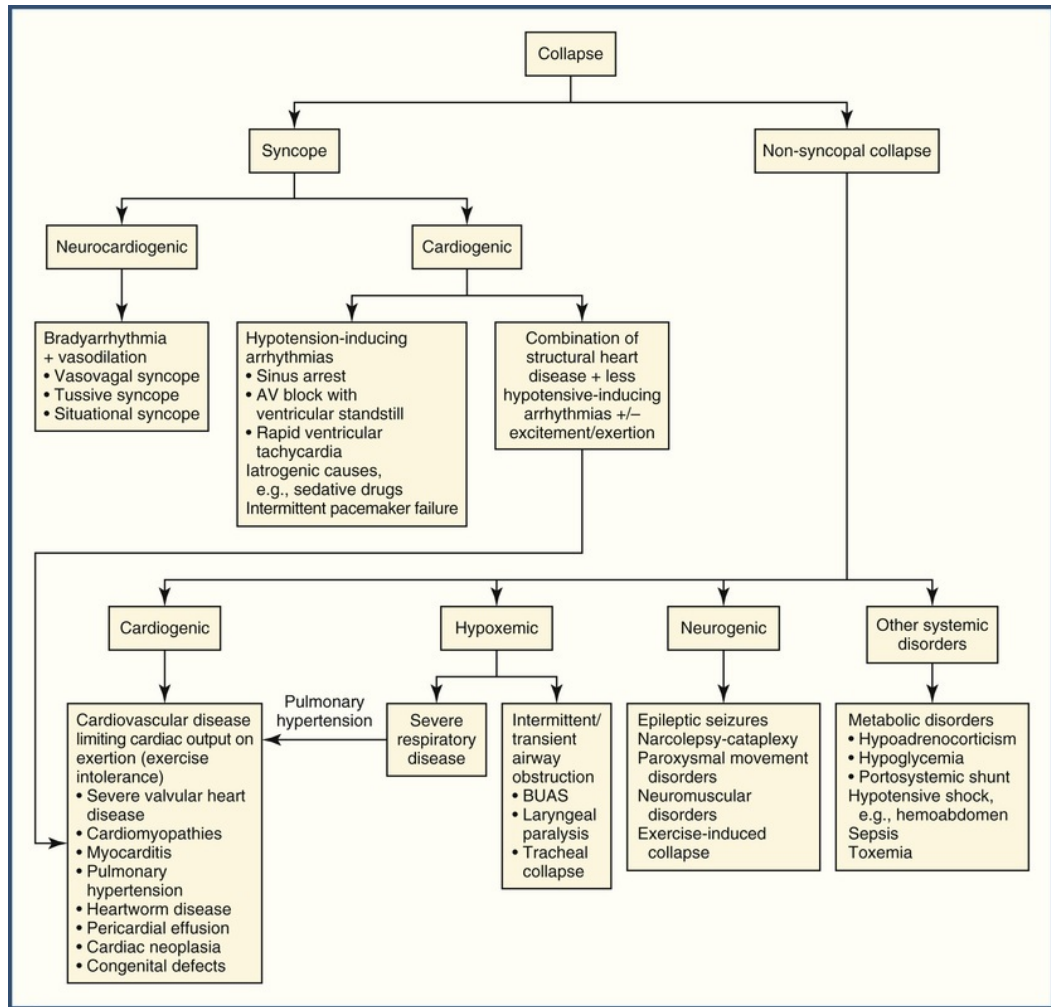 Collapse
Syncope
Non-syncopal collapse
Neurocardiogenic
Cardiogenic
Bradyarrhythmia
+ vasodilation
• Vasovagal syncope
• Tussive syncope
• Situational syncope
Hypotension-inducing
arrhythmias
• Sinus arrest
• AV block with
ventricular standstill
• Rapid ventricular
tachycardia
Iatrogenic causes,
e.g., sedative drugs
Intermittent pacemaker failure
Combination of
structural heart
disease + less
hypotensive-inducing
arrhythmias +/–
excitement/exertion
Cardiogenic
Hypoxemic
Neurogenic
Other systemic
disorders
Cardiovascular disease
limiting cardiac output on
exertion (exercise
intolerance)
• Severe valvular heart
disease
• Cardiomyopathies
• Myocarditis
• Pulmonary
hypertension
• Heartworm disease
• Pericardial effusion
• Cardiac neoplasia
• Congenital defects
Pulmonary
hypertension
Severe
respiratory
disease
Intermittent/
transient
airway
obstruction
• BUAS
• Laryngeal
paralysis
• Tracheal
collapse
Epileptic seizures
Narcolepsy-cataplexy
Paroxysmal movement
disorders
Neuromuscular
disorders
Exercise-induced
collapse
Metabolic disorders
• Hypoadrenocorticism
• Hypoglycemia
• Portosystemic shunt
Hypotensive shock,
e.g., hemoabdomen
Sepsis
Toxemia